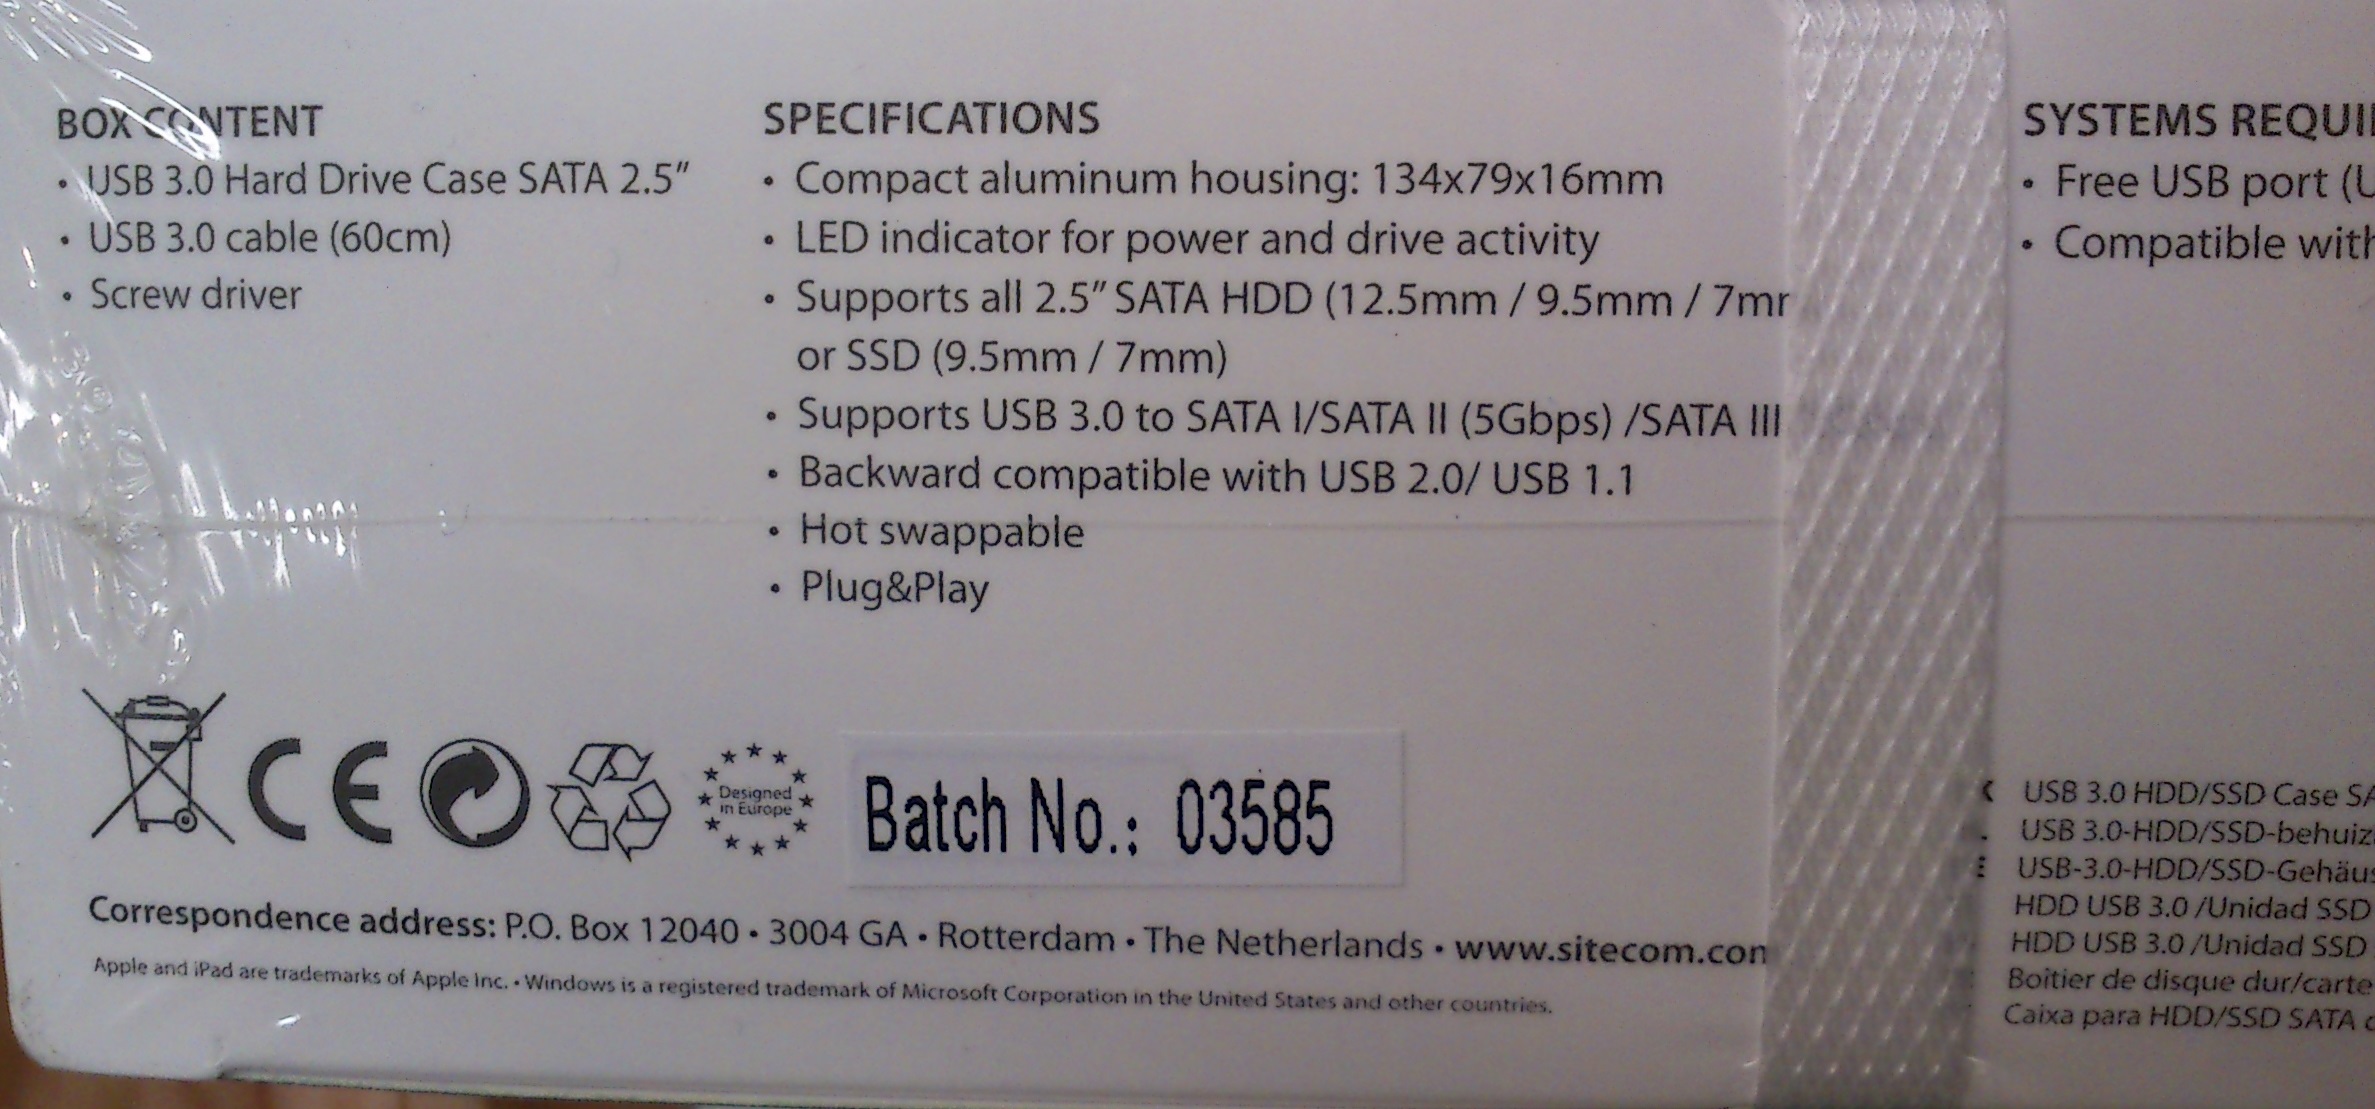 BOX CONTENT
• USB 3.0 Hard Drive Case SATA 2.5"
• USB 3.0 cable (60cm)
• Screw driver
SPECIFICATIONS
• Compact aluminum housing: 134x79x16mm
• LED indicator for power and drive activity
• Supports all 2.5" SATA HDD (12.5mm / 9.5mm /
or SSD (9.5mm / 7mm)
• Supports USB 3.0 to SATA I/SATA II (5Gbps) /SATA III
• Backward compatible with USB 2.0/ USB 1.1
• Hot swappable
• Plug&Play
SYSTEMS
• Free USB port
• Compatible with
CE
Designed
in Europe
Batch No.: 03585
Correspondence address: P.O. Box 12040 • 3004 GA • Rotterdam • The Netherlands • www.sitecom.com
Apple and iPad are trademarks of Apple Inc. • Windows is a registered trademark of Microsoft Corporation in the United States and other countries.
USB 3.0 HDD/SSD Case
USB 3.0-HDD/SSD-
USB-3.0-HDD/SSD-
HDD USB 3.0 /Unidad SSD
HDD USB 3.0 /Unidad SSD
Boîtier de disque dur/carte
Caixa para HDD/SSD SATA